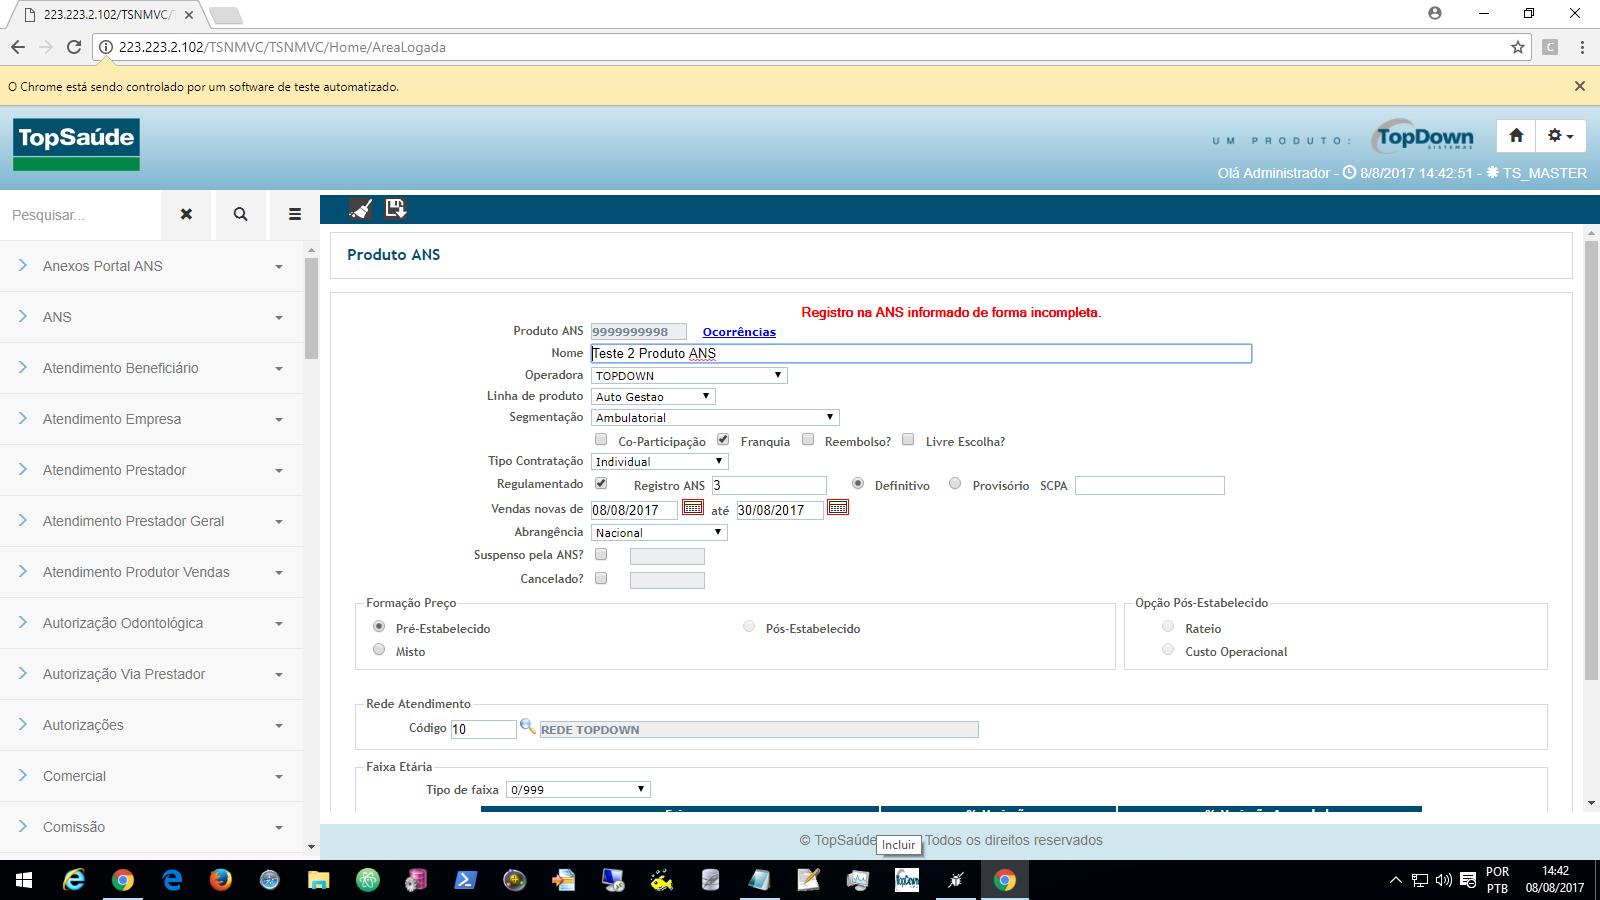 223.223.2.102/TSNMVC/T
223.223.2.102/TSNMVC/TSNMVC/Home/AreaLogada
O Chrome está sendo controlado por um software de teste automatizado.
TopSaúde
UM PRODUTO:
TopDown
SISTEMAS
Olá Administrador - 8/8/2017 14:42:51 - TS_MASTER
Pesquisar...
Anexos Portal ANS
ANS
Atendimento Beneficiário
Atendimento Empresa
Atendimento Prestador
Atendimento Prestador Geral
Atendimento Produtor Vendas
Autorização Odontológica
Autorização Via Prestador
Autorizações
Comercial
Comissão
Produto ANS
Registro na ANS informado de forma incompleta.
Produto ANS 9999999998 Ocorrências
Nome Teste 2 Produto ANS
Operadora TOPDOWN
Linha de produto Auto Gestao
Segmentação Ambulatorial
Co-Participação Franquia Reembolso? Livre Escolha?
Tipo Contratação Individual
Regulamentado Registro ANS 3 Definitivo Provisório SCPA
Vendas novas de 08/08/2017 até 30/08/2017
Abrangência Nacional
Suspenso pela ANS?
Cancelado?
Formação Preço
Pré-Estabelecido Pós-Estabelecido
Misto
Opção Pós-Estabelecido
Rateio
Custo Operacional
Rede Atendimento
Código 10 REDE TOPDOWN
Faixa Etária
Tipo de faixa 0/999
© TopSaúde Todos os direitos reservados
Incluir
TopDown
POR
PTB
14:42
08/08/2017